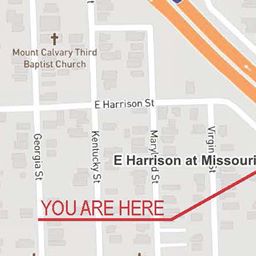 Mount Calvary Third
Baptist Church
E Harrison St
Georgia St
Kentucky St
Maryland St
Virginia St
E Harrison at Missouri
YOU ARE HERE